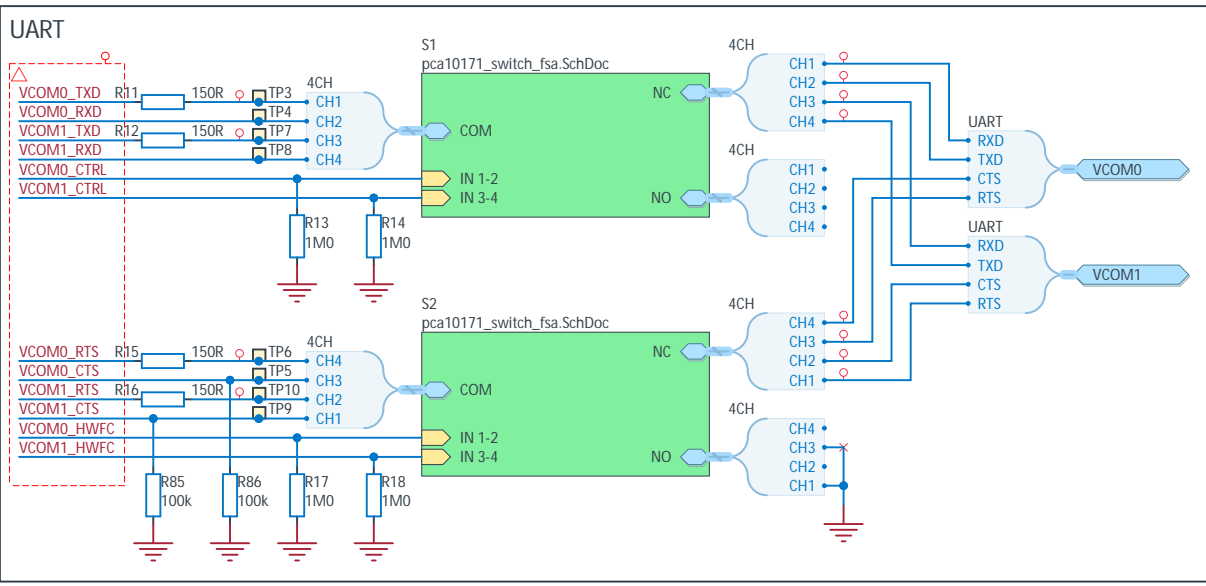 UART
S1
pca10171_switch_fsa.SchDoc
4CH
VCOM0_TXD R11 150R TP3
VCOM0_RXD TP4
VCOM1_TXD R12 150R TP7
VCOM1_RXD TP8
VCOM0_CTRL
VCOM1_CTRL
4CH
CH1
CH2
CH3
CH4
COM
IN 1-2
IN 3-4
NC
NO
R13
1M0
R14
1M0
CH1
CH2
CH3
CH4
4CH
CH1
CH2
CH3
CH4
UART
RXD
TXD
CTS
RTS
VCOM0
UART
RXD
TXD
CTS
RTS
VCOM1
S2
pca10171_switch_fsa.SchDoc
4CH
VCOM0_RTS R15 150R TP6
VCOM0_CTS TP5
VCOM1_RTS R16 150R TP10
VCOM1_CTS TP9
VCOM0_HWFC
VCOM1_HWFC
4CH
CH4
CH3
CH2
CH1
COM
IN 1-2
IN 3-4
NC
NO
CH4
CH3
CH2
CH1
4CH
CH4
CH3
CH2
CH1
R85
100k
R86
100k
R17
1M0
R18
1M0